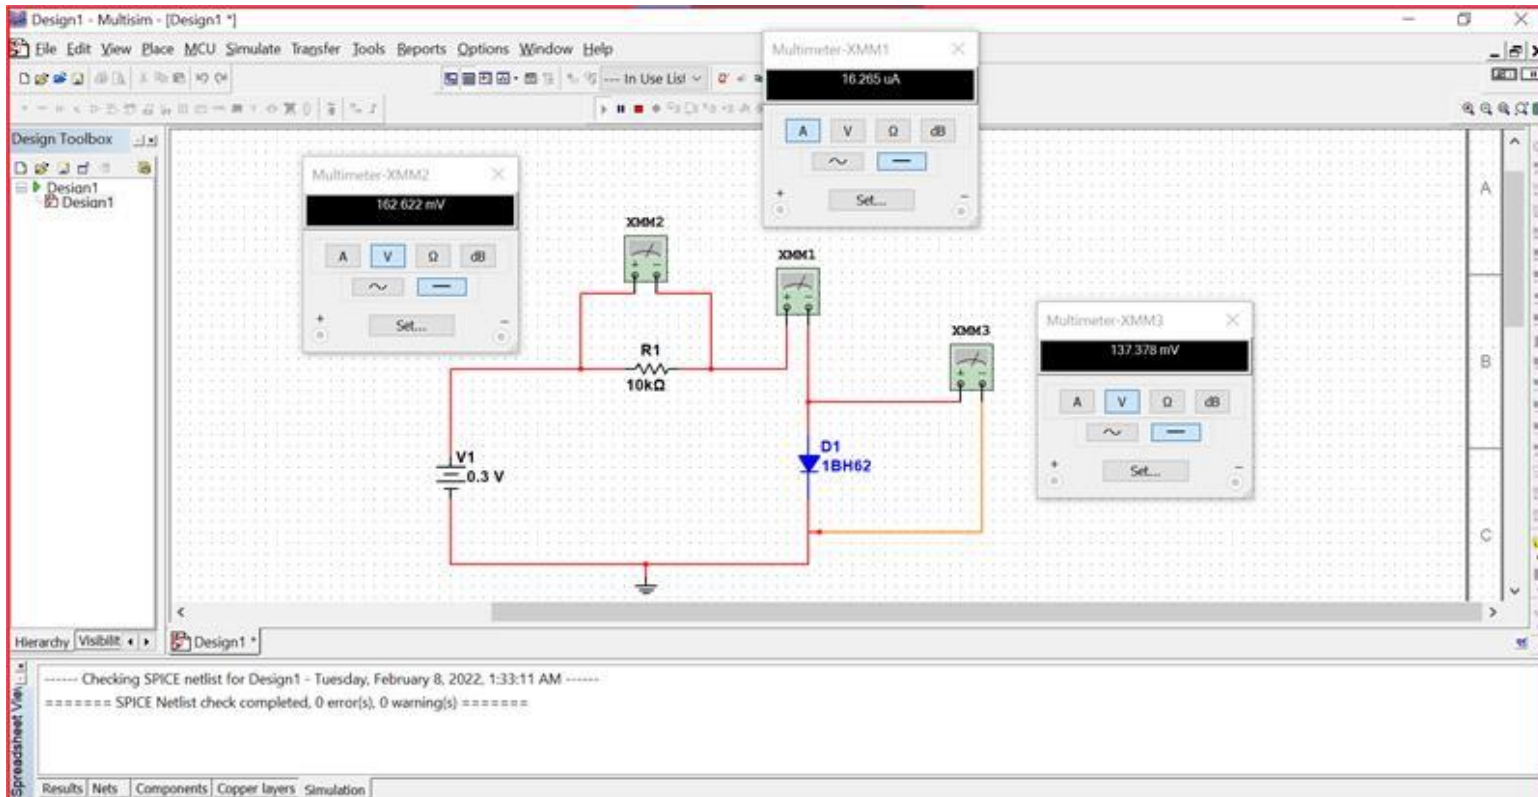 Design1 - Multisim - [Design1 *]
File Edit View Place MCU Simulate Transfer Tools Reports Options Window Help
--- In Use List
Design Toolbox
Design1
Design1
Hierarchy Visibilit
Multimeter-XMM2
162.622 mV
A V Ω dB
Set...
+ -
Multimeter-XMM1
16.265 uA
A V Ω dB
Set...
+ -
XMM2
+ -
XMM1
+ -
XMM3
+ -
R1
10kΩ
V1
0.3 V
D1
1BH62
Multimeter-XMM3
137.378 mV
A V Ω dB
Set...
+ -
A
B
C
Design1 *
Spreadsheet View
------ Checking SPICE netlist for Design1 - Tuesday, February 8, 2022, 1:33:11 AM ------
======= SPICE Netlist check completed, 0 error(s), 0 warning(s) =======
Results Nets Components Copper layers Simulation